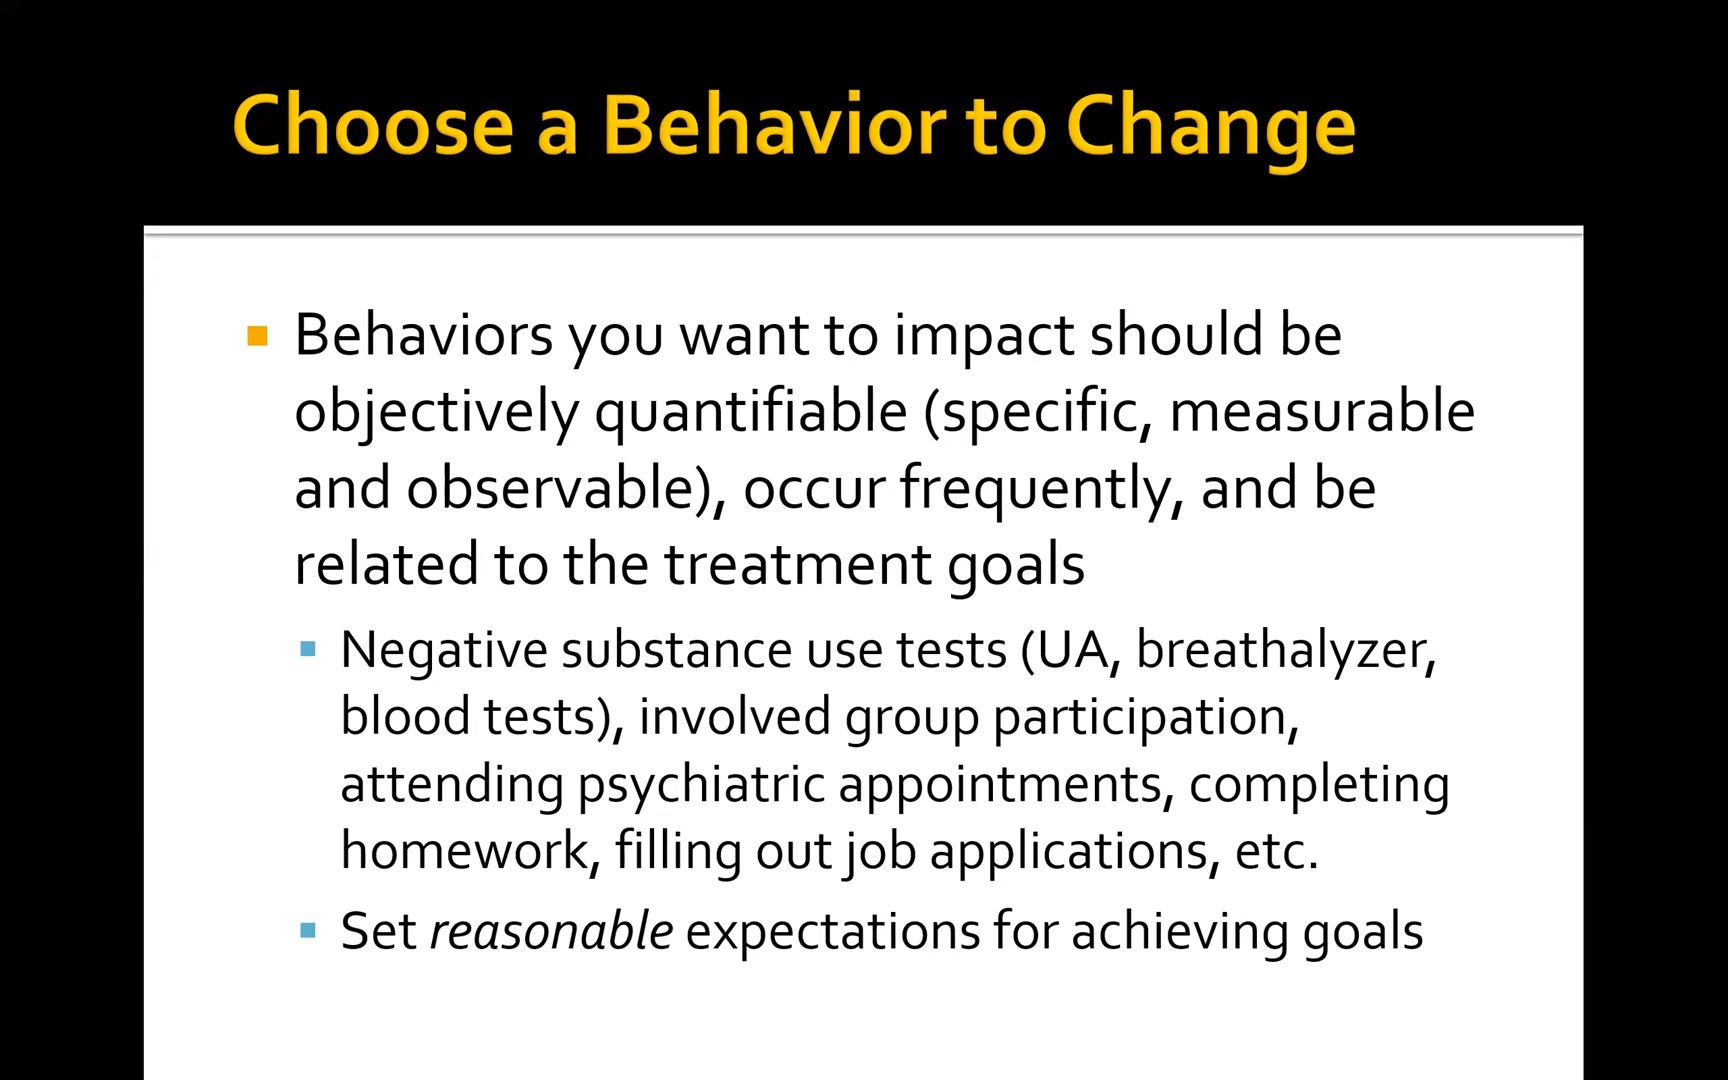 Choose a Behavior to Change
Behaviors you want to impact should be
objectively quantifiable (specific, measurable
and observable), occur frequently, and be
related to the treatment goals
Negative substance use tests (UA, breathalyzer,
blood tests), involved group participation,
attending psychiatric appointments, completing
homework, filling out job applications, etc.
Set reasonable expectations for achieving goals